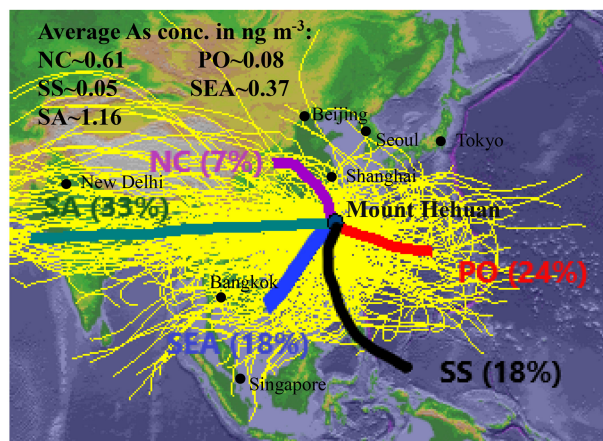 Average As conc. in ng m-3:
NC~0.61 PO~0.08
SS~0.05 SEA~0.37
SA~1.16
Beijing
Seoul
Tokyo
NC (7%)
Shanghai
New Delhi
SA (33%)
Mount Hehuan
PO (24%)
Bangkok
SEA (18%)
SS (18%)
Singapore